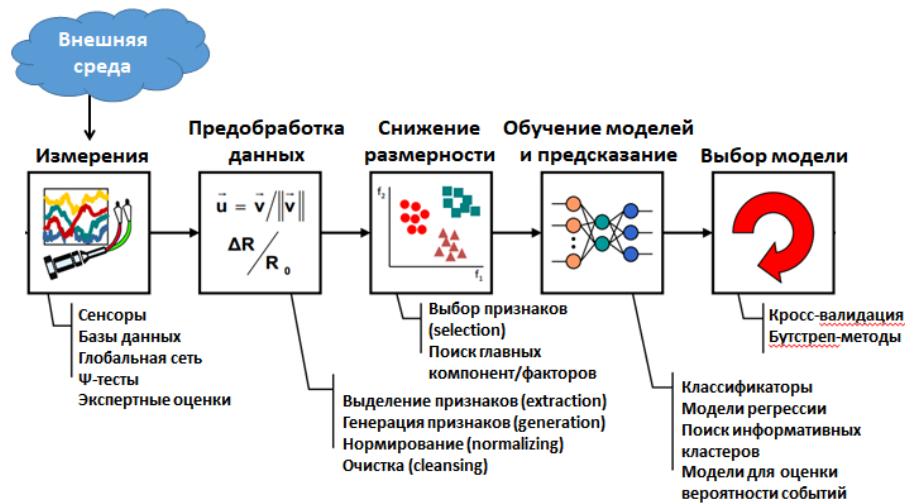 Внешняя
среда
Измерения
Предобработка
данных
Снижение
размерности
Обучение моделей
и предсказание
Выбор модели
u = v/||v||
ΔR
/R₀
f₂
f₁
Сенсоры
Базы данных
Глобальная сеть
Ψ-тесты
Экспертные оценки
Выделение признаков (extraction)
Генерация признаков (generation)
Нормирование (normalizing)
Очистка (cleansing)
Выбор признаков
(selection)
Поиск главных
компонент/факторов
Классификаторы
Модели регрессии
Поиск информативных
кластеров
Модели для оценки
вероятности событий
Кросс-валидация
Бутстреп-методы